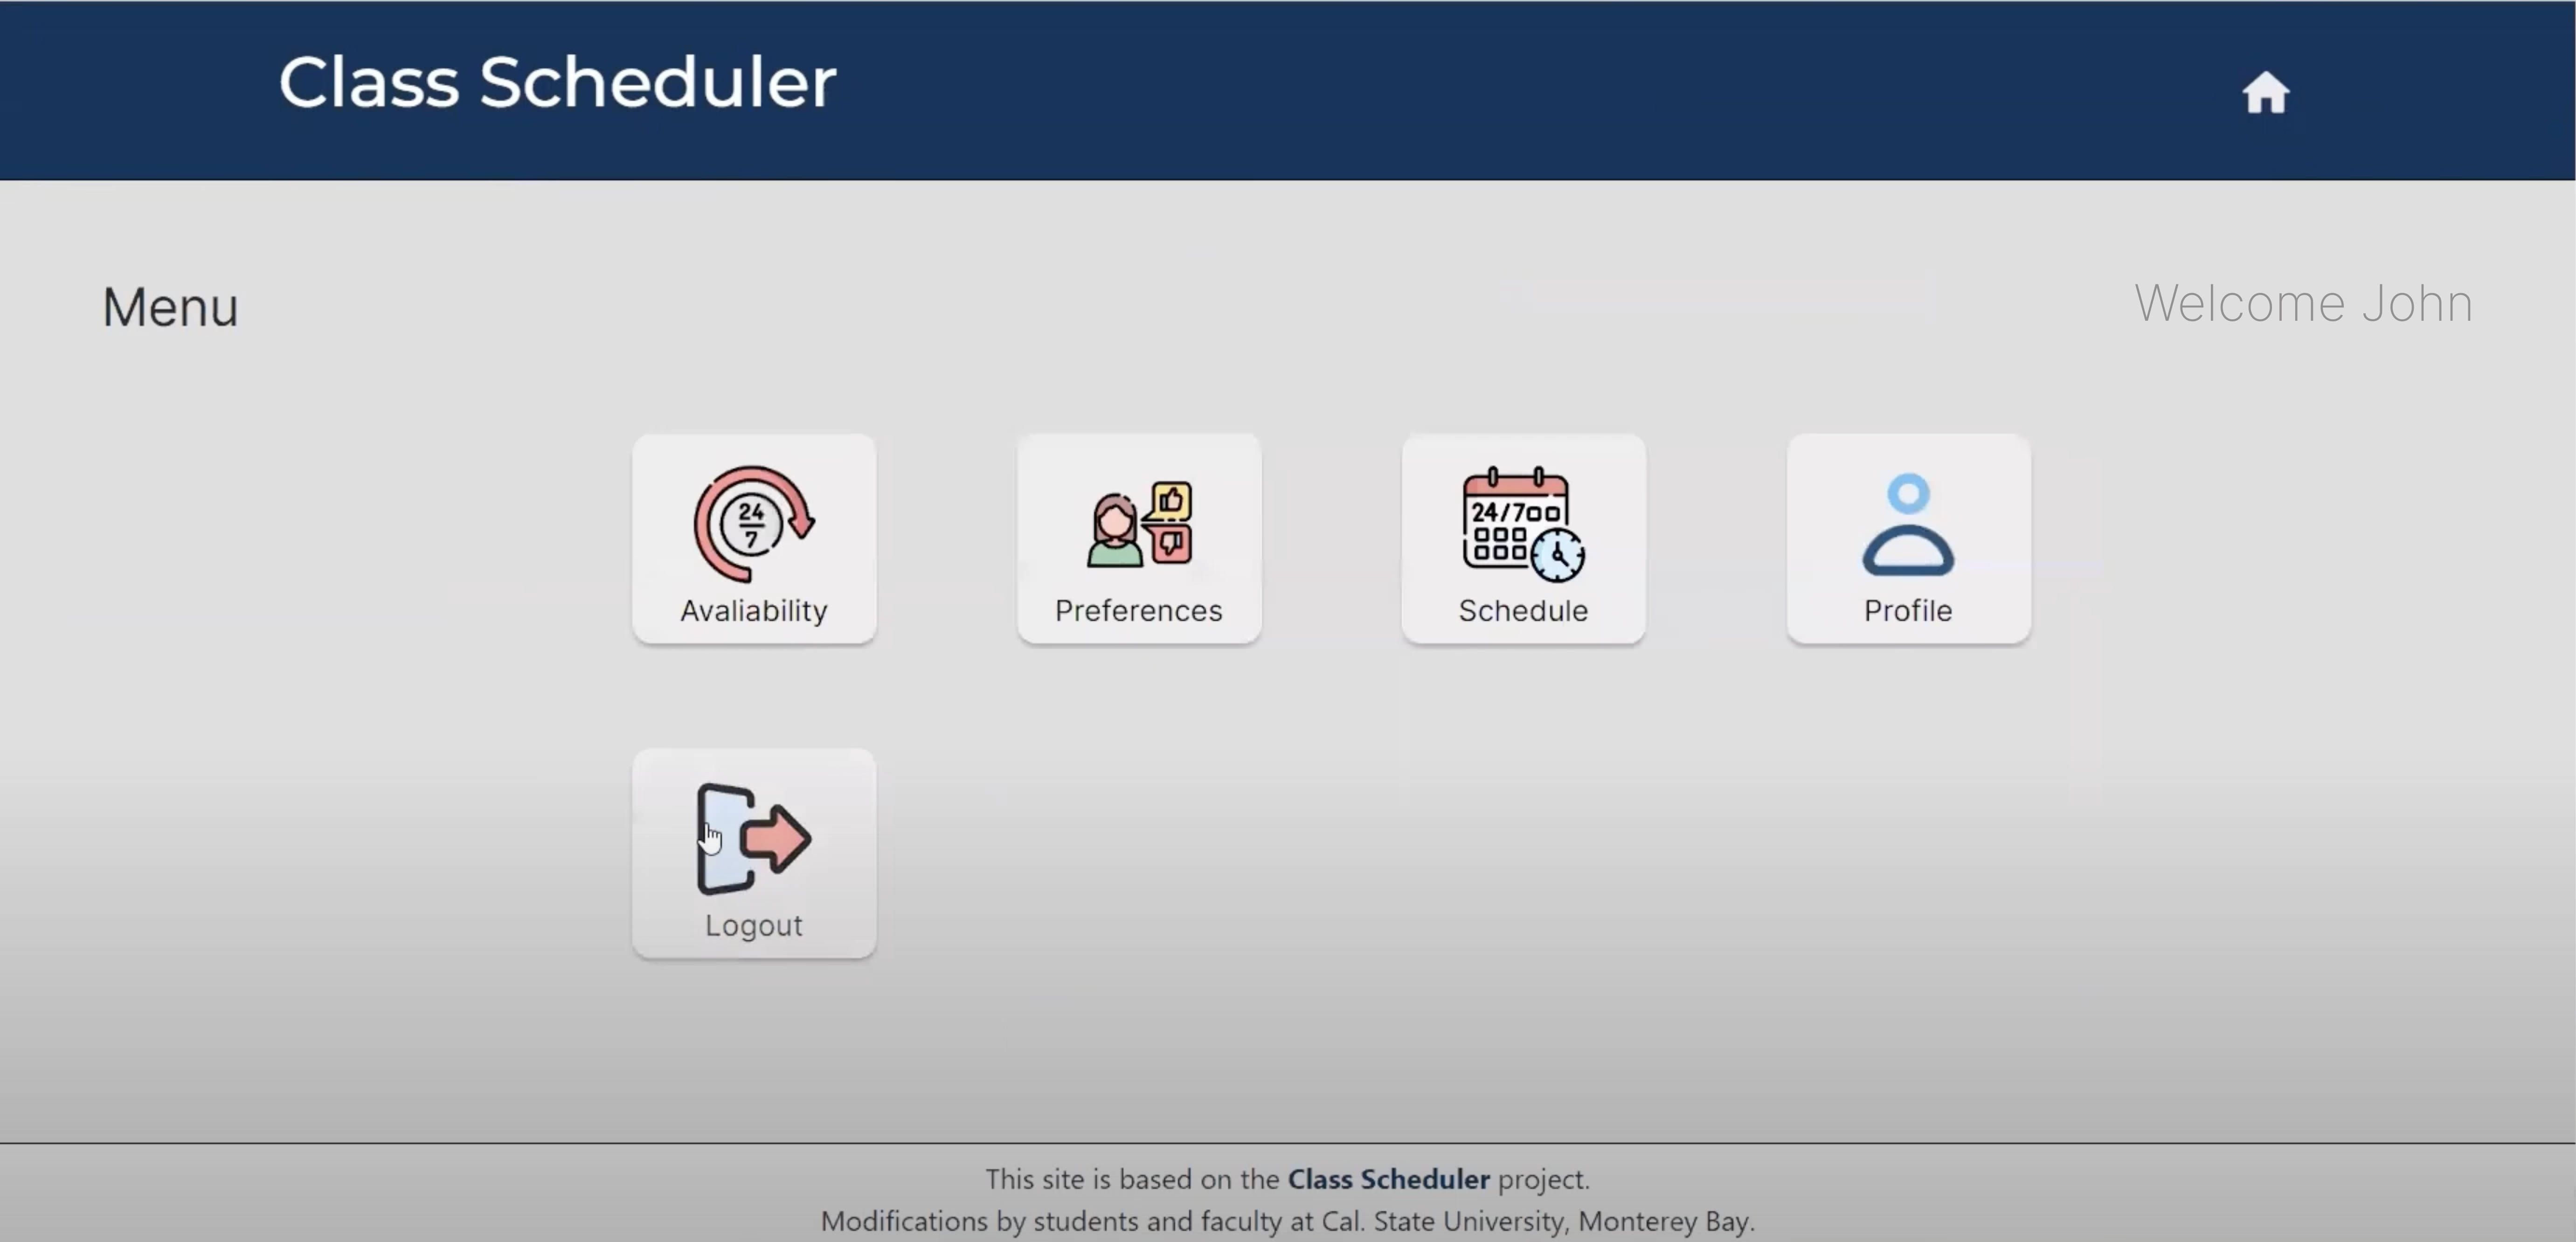 Class Scheduler
Menu
Welcome John
24
7
Avaliability
Preferences
24/7
Schedule
Profile
Logout
This site is based on the Class Scheduler project.
Modifications by students and faculty at Cal. State University, Monterey Bay.